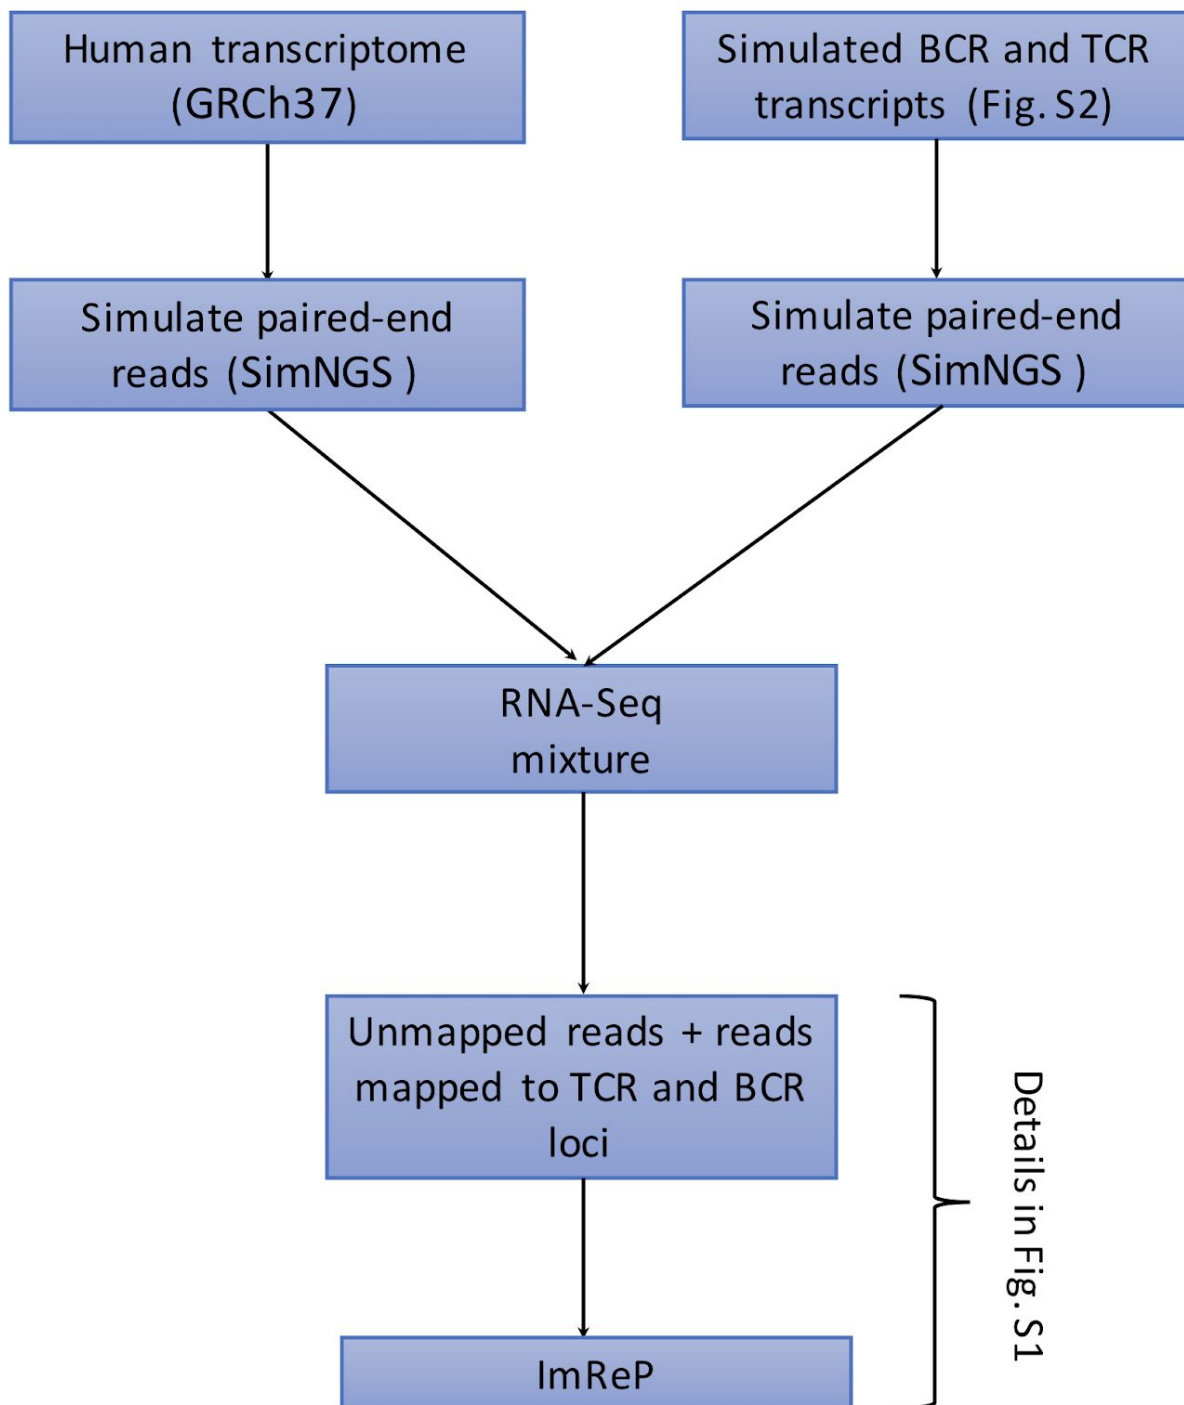 Human transcriptome
(GRCh37)
Simulated BCR and TCR
transcripts (Fig. S2)
Simulate paired-end
reads (SimNGS )
Simulate paired-end
reads (SimNGS )
RNA-Seq
mixture
Unmapped reads + reads
mapped to TCR and BCR
loci
Details in Fig. S1
ImReP